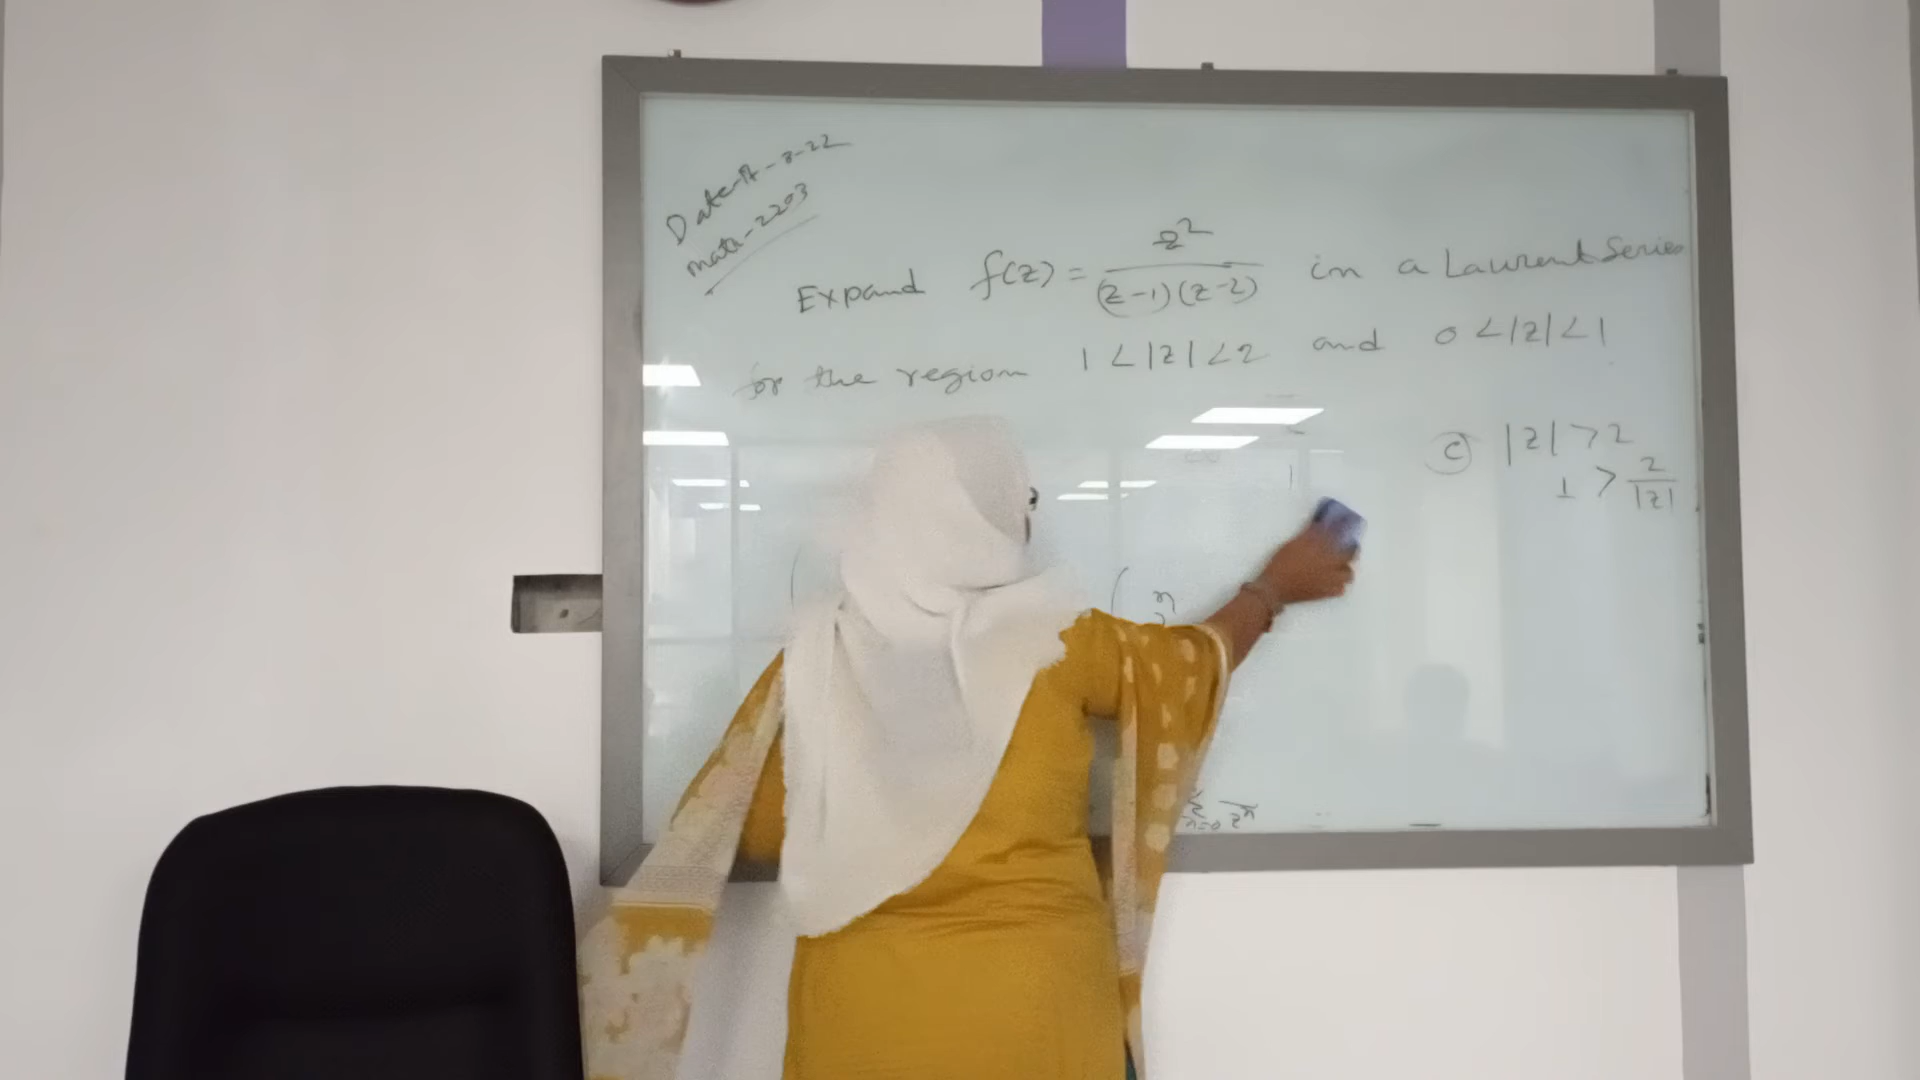 Date-17-8-22
math-2203
Expand f(z) = z²/(z-1)(z-2) in a Laurent Series
for the region 1 < |z| < 2 and 0 < |z| < 1
(c) |z| > 2
1 > 2/|z|